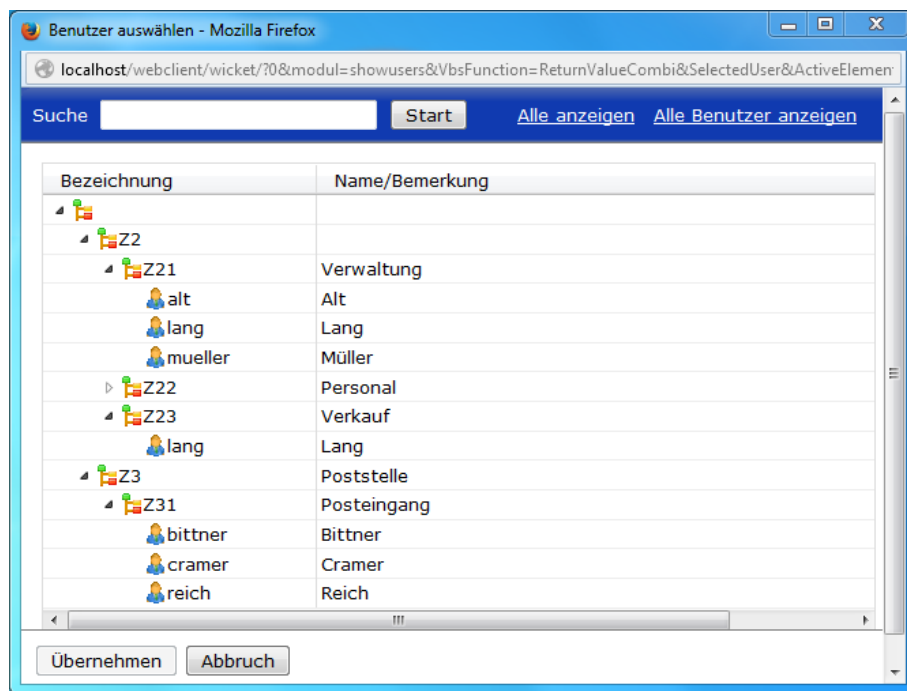 Benutzer auswählen - Mozilla Firefox
localhost/webclient/wicket/?0&modul=showusers&VbsFunction=ReturnValueCombi&SelectedUser&ActiveElemen
Suche Start Alle anzeigen Alle Benutzer anzeigen
Bezeichnung Name/Bemerkung
Z2
Z21 Verwaltung
alt Alt
lang Lang
mueller Müller
Z22 Personal
Z23 Verkauf
lang Lang
Z3 Poststelle
Z31 Posteingang
bittner Bittner
cramer Cramer
reich Reich
Übernehmen Abbruch